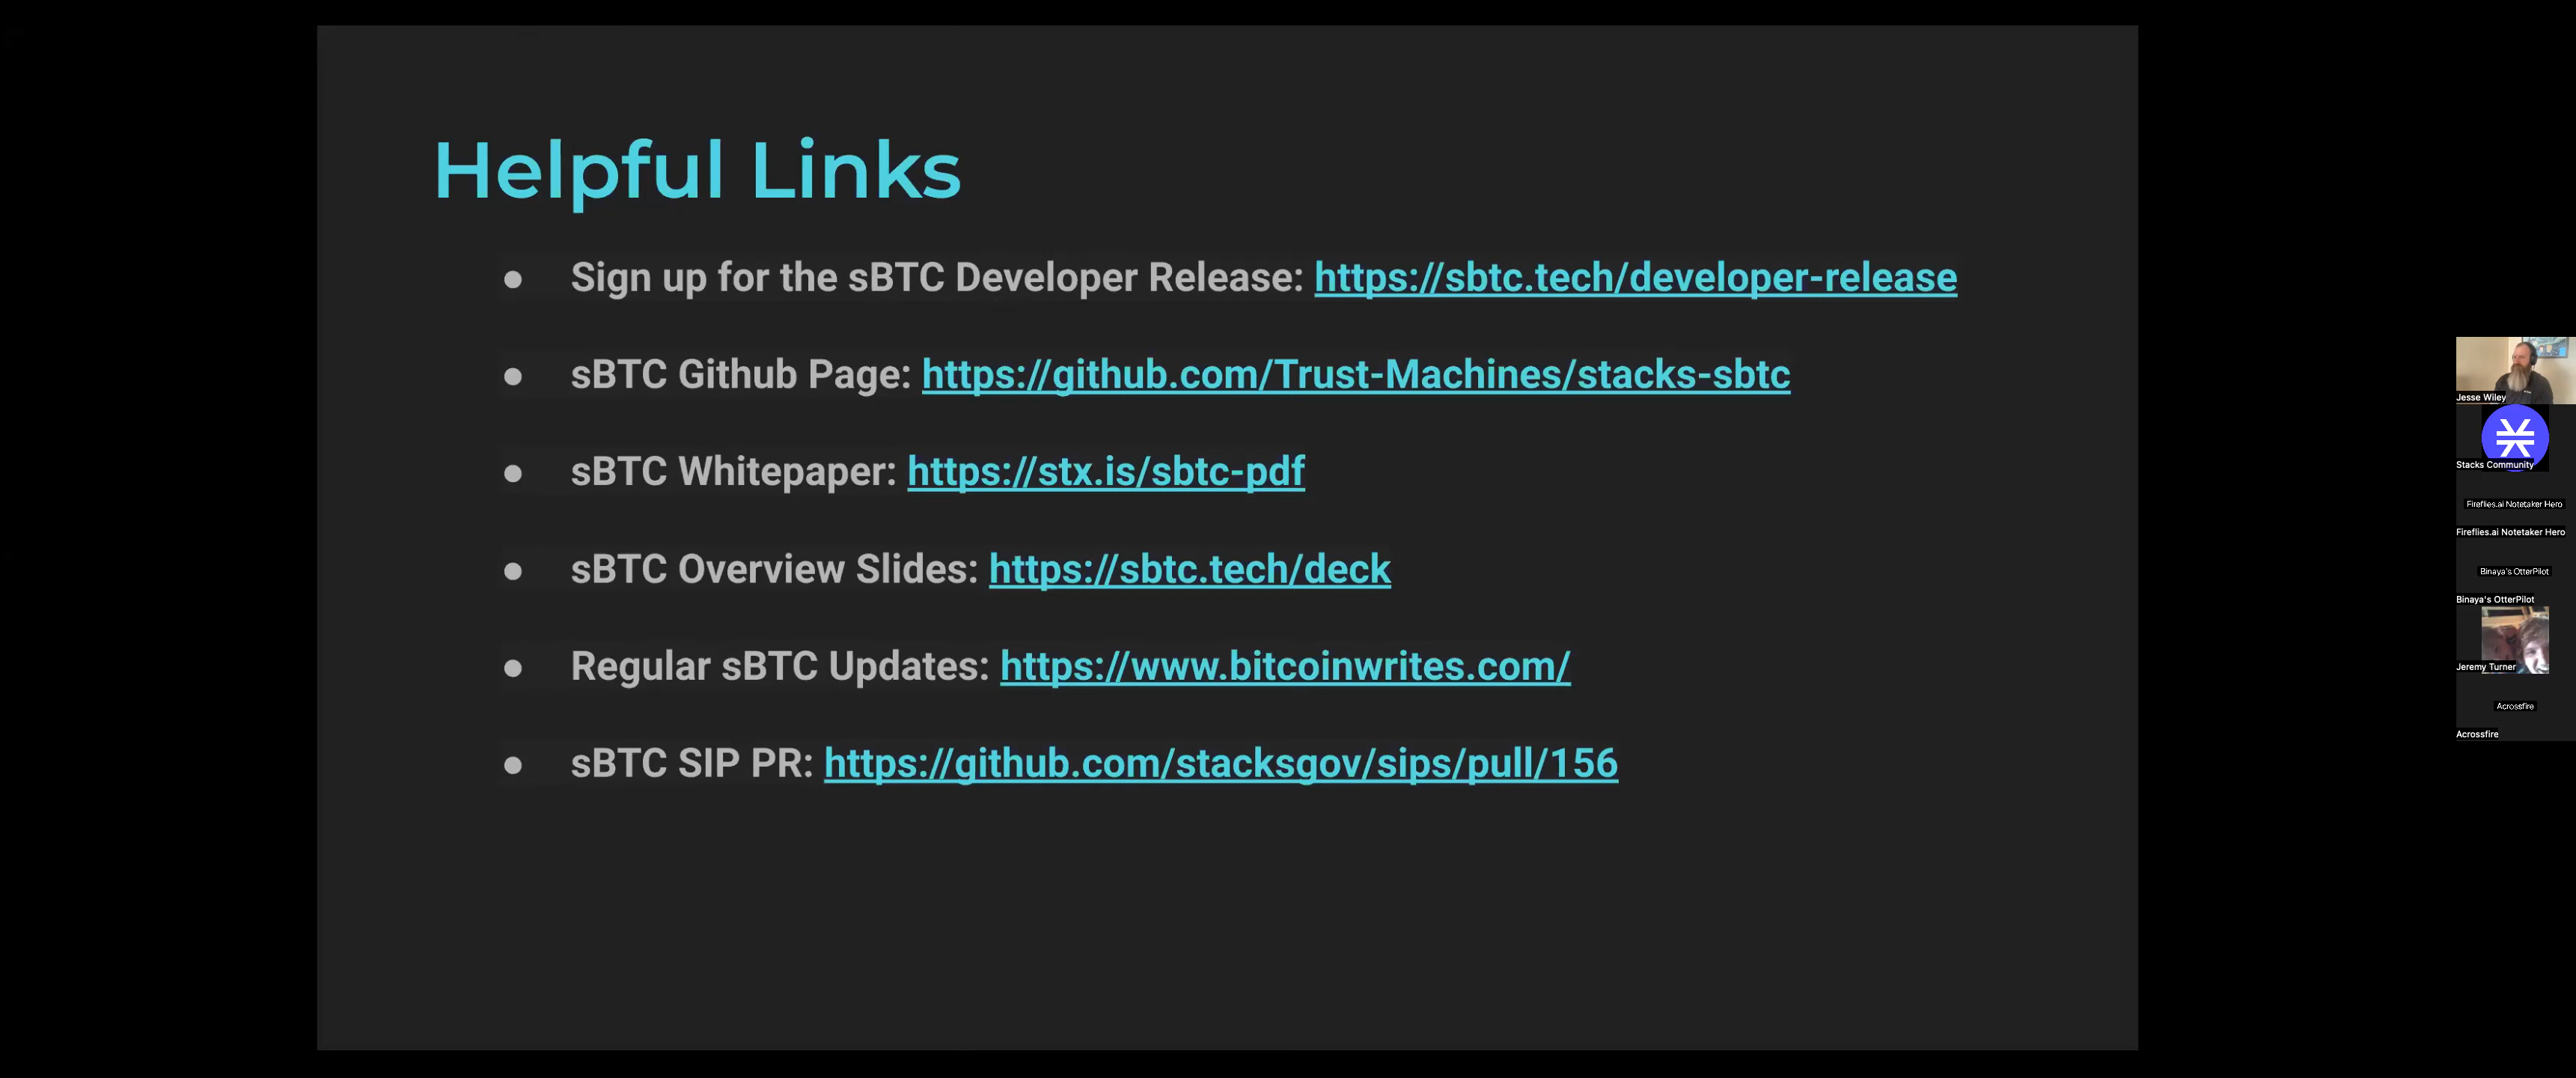 Helpful Links
● Sign up for the sBTC Developer Release: https://sbtc.tech/developer-release
● sBTC Github Page: https://github.com/Trust-Machines/stacks-sbtc
● sBTC Whitepaper: https://stx.is/sbtc-pdf
● sBTC Overview Slides: https://sbtc.tech/deck
● Regular sBTC Updates: https://www.bitcoinwrites.com/
● sBTC SIP PR: https://github.com/stacksgov/sips/pull/156
Jesse Wiley
Stacks Community
Fireflies.ai Notetaker Hero
Fireflies.ai Notetaker Hero
Binaya's OtterPilot
Binaya's OtterPilot
Jeremy Turner
Acrossfire
Acrossfire